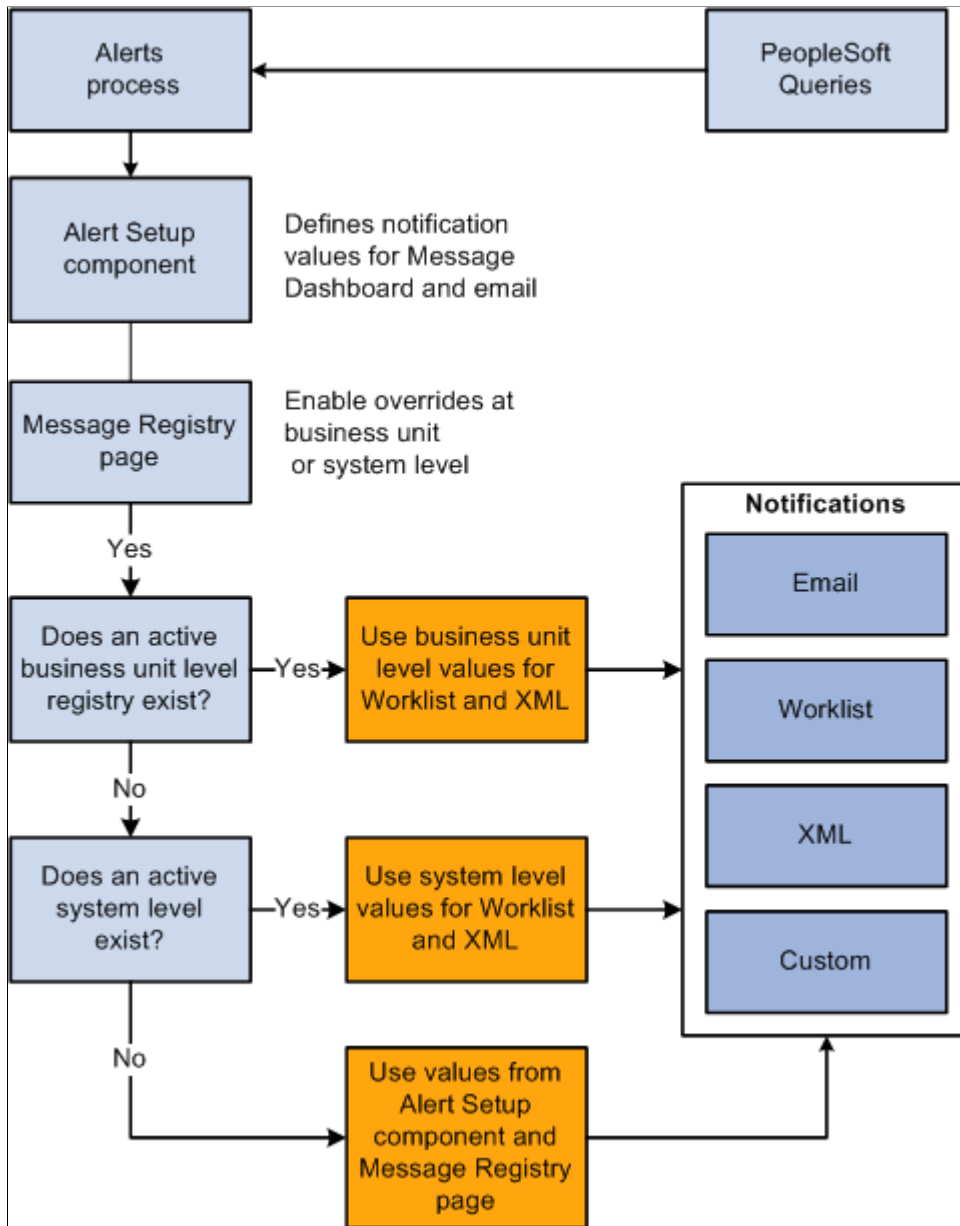 Alerts
process
PeopleSoft
Queries
Alert Setup
component
Defines notification
values for Message
Dashboard and email
Message Registry
page
Enable overrides at
business unit
or system level
Yes
Notifications
Email
Worklist
XML
Custom
Does an active
business unit level
registry exist?
Yes
Use business unit
level values for
Worklist and XML
No
Does an active
system level
exist?
Yes
Use system level
values for Worklist
and XML
No
Use values from
Alert Setup
component and
Message Registry
page